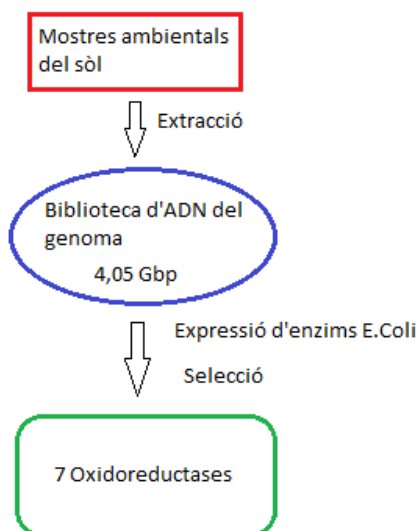 Mostres ambientals
del sòl
Extracció
Biblioteca d'ADN del
genoma
4,05 Gbp
Expressió d'enzims E.Coli
Selecció
7 Oxidoreductases